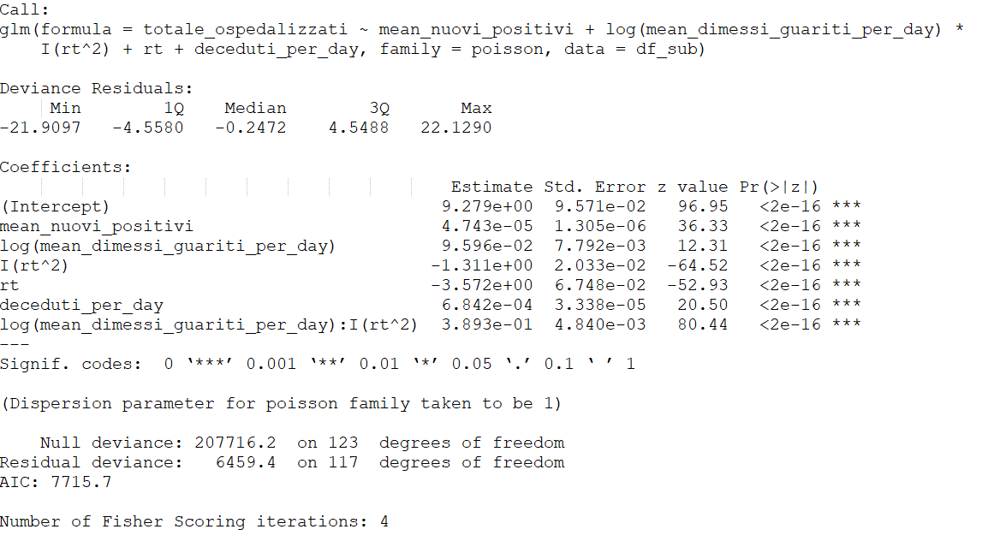 Call:
glm(formula = totale_ospedalizzati ~ mean_nuovi_positivi + log(mean_dimessi_guariti_per_day) *
    I(rt^2) + rt + deceduti_per_day, family = poisson, data = df_sub)
Deviance Residuals:
     Min        1Q    Median        3Q       Max
-21.9097   -4.5580   -0.2472    4.5488   22.1290
Coefficients:
                                        Estimate Std. Error z value Pr(>|z|)
(Intercept)                            9.279e+00  9.571e-02   96.95   <2e-16 ***
mean_nuovi_positivi                    4.743e-05  1.305e-06   36.33   <2e-16 ***
log(mean_dimessi_guariti_per_day)      9.596e-02  7.792e-03   12.31   <2e-16 ***
I(rt^2)                               -1.311e+00  2.033e-02  -64.52   <2e-16 ***
rt                                    -3.572e+00  6.748e-02  -52.93   <2e-16 ***
deceduti_per_day                       6.842e-04  3.338e-05   20.50   <2e-16 ***
log(mean_dimessi_guariti_per_day):I(rt^2)  3.893e-01  4.840e-03   80.44   <2e-16 ***
---
Signif. codes:  0 ‘***’ 0.001 ‘**’ 0.01 ‘*’ 0.05 ‘.’ 0.1 ‘ ’ 1
(Dispersion parameter for poisson family taken to be 1)
    Null deviance: 207716.2  on 123  degrees of freedom
Residual deviance:   6459.4  on 117  degrees of freedom
AIC: 7715.7
Number of Fisher Scoring iterations: 4